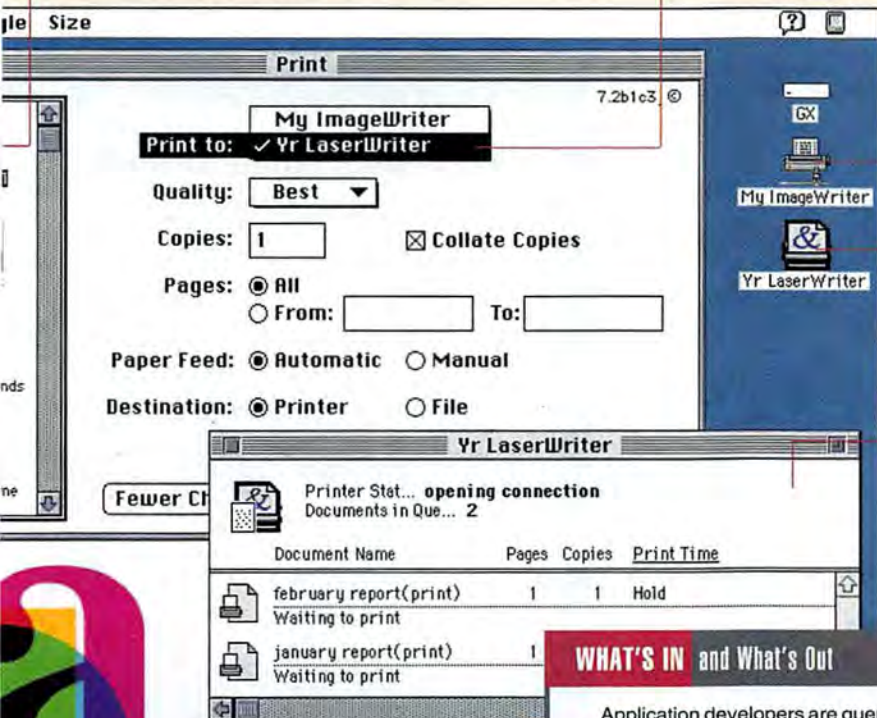 gle Size
Print
7.2b1c3 ©
My ImageWriter
Print to: ✓ Yr LaserWriter
Quality: Best
Copies: 1
Collate Copies
Pages: All
From: To:
Paper Feed: Automatic Manual
Destination: Printer File
nds
ne
Fewer Ch
GX
My ImageWriter
&
Yr LaserWriter
Yr LaserWriter
Printer Stat... opening connection
Documents in Que... 2
Document Name Pages Copies Print Time
february report(print) 1 1 Hold
Waiting to print
january report(print) 1
Waiting to print
WHAT'S IN and What's Out
Application developers are que